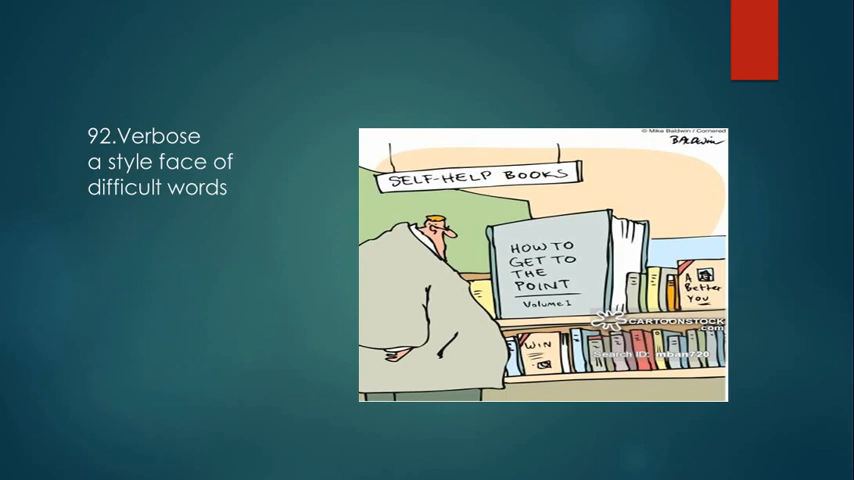 92.Verbose
a style face of
difficult words
© Mike Baldwin / Cornered
BALDWIN
SELF-HELP BOOKS
HOW TO
GET TO
THE
POINT
Volume I
A
Better
YOU
WIN
CARTOONSTOCK
.com
Search ID: mban720